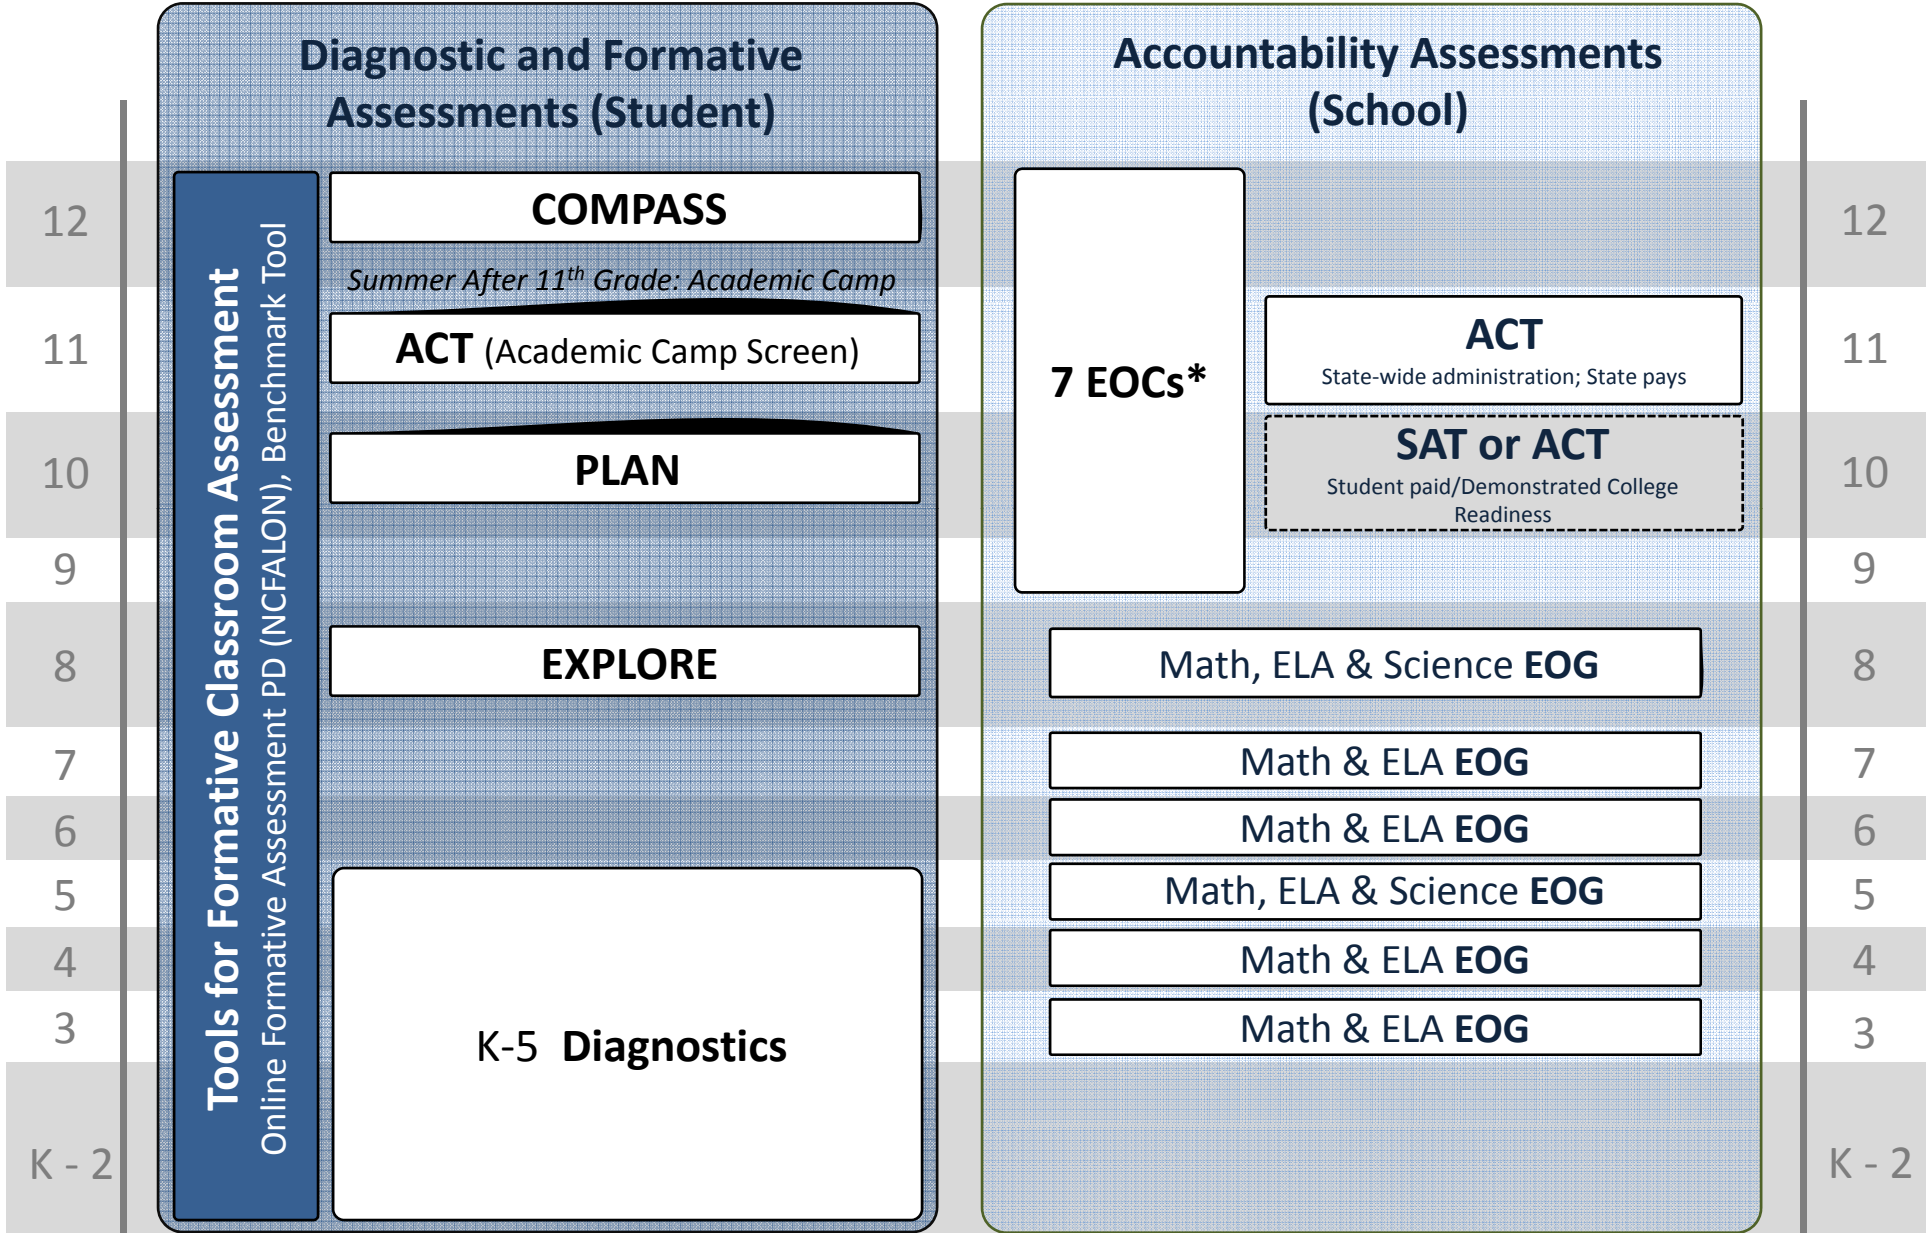 Diagnostic and Formative
Assessments (Student)
Tools for Formative Classroom Assessment
Online Formative Assessment PD (NCFALON), Benchmark Tool
COMPASS
Summer After 11th Grade: Academic Camp
ACT (Academic Camp Screen)
PLAN
EXPLORE
K-5 Diagnostics
12
11
10
9
8
7
6
5
4
3
K - 2
Accountability Assessments
(School)
7 EOCs*
ACT
State-wide administration; State pays
SAT or ACT
Student paid/Demonstrated College
Readiness
Math, ELA & Science EOG
Math & ELA EOG
Math & ELA EOG
Math, ELA & Science EOG
Math & ELA EOG
Math & ELA EOG
12
11
10
9
8
7
6
5
4
3
K - 2